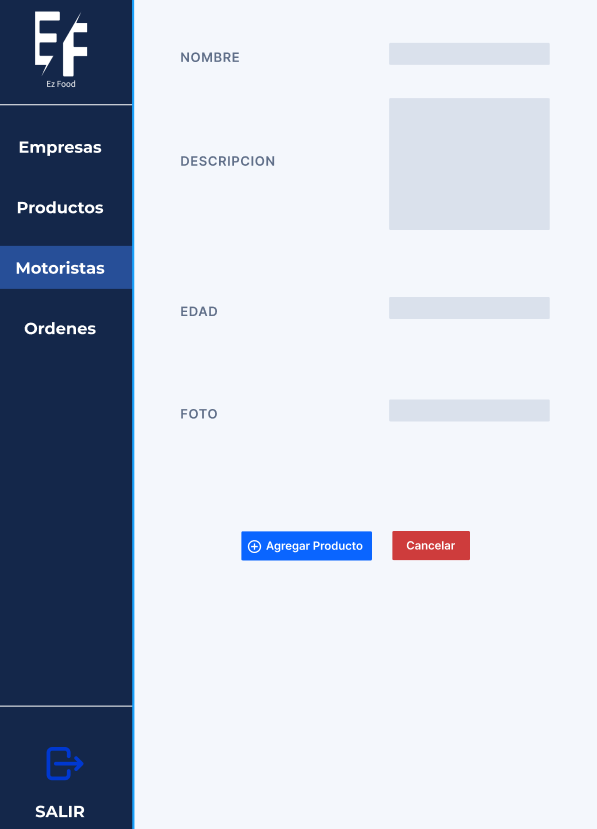 EF
Ez Food
Empresas
Productos
Motoristas
Ordenes
SALIR
NOMBRE
DESCRIPCION
EDAD
FOTO
Agregar Producto
Cancelar